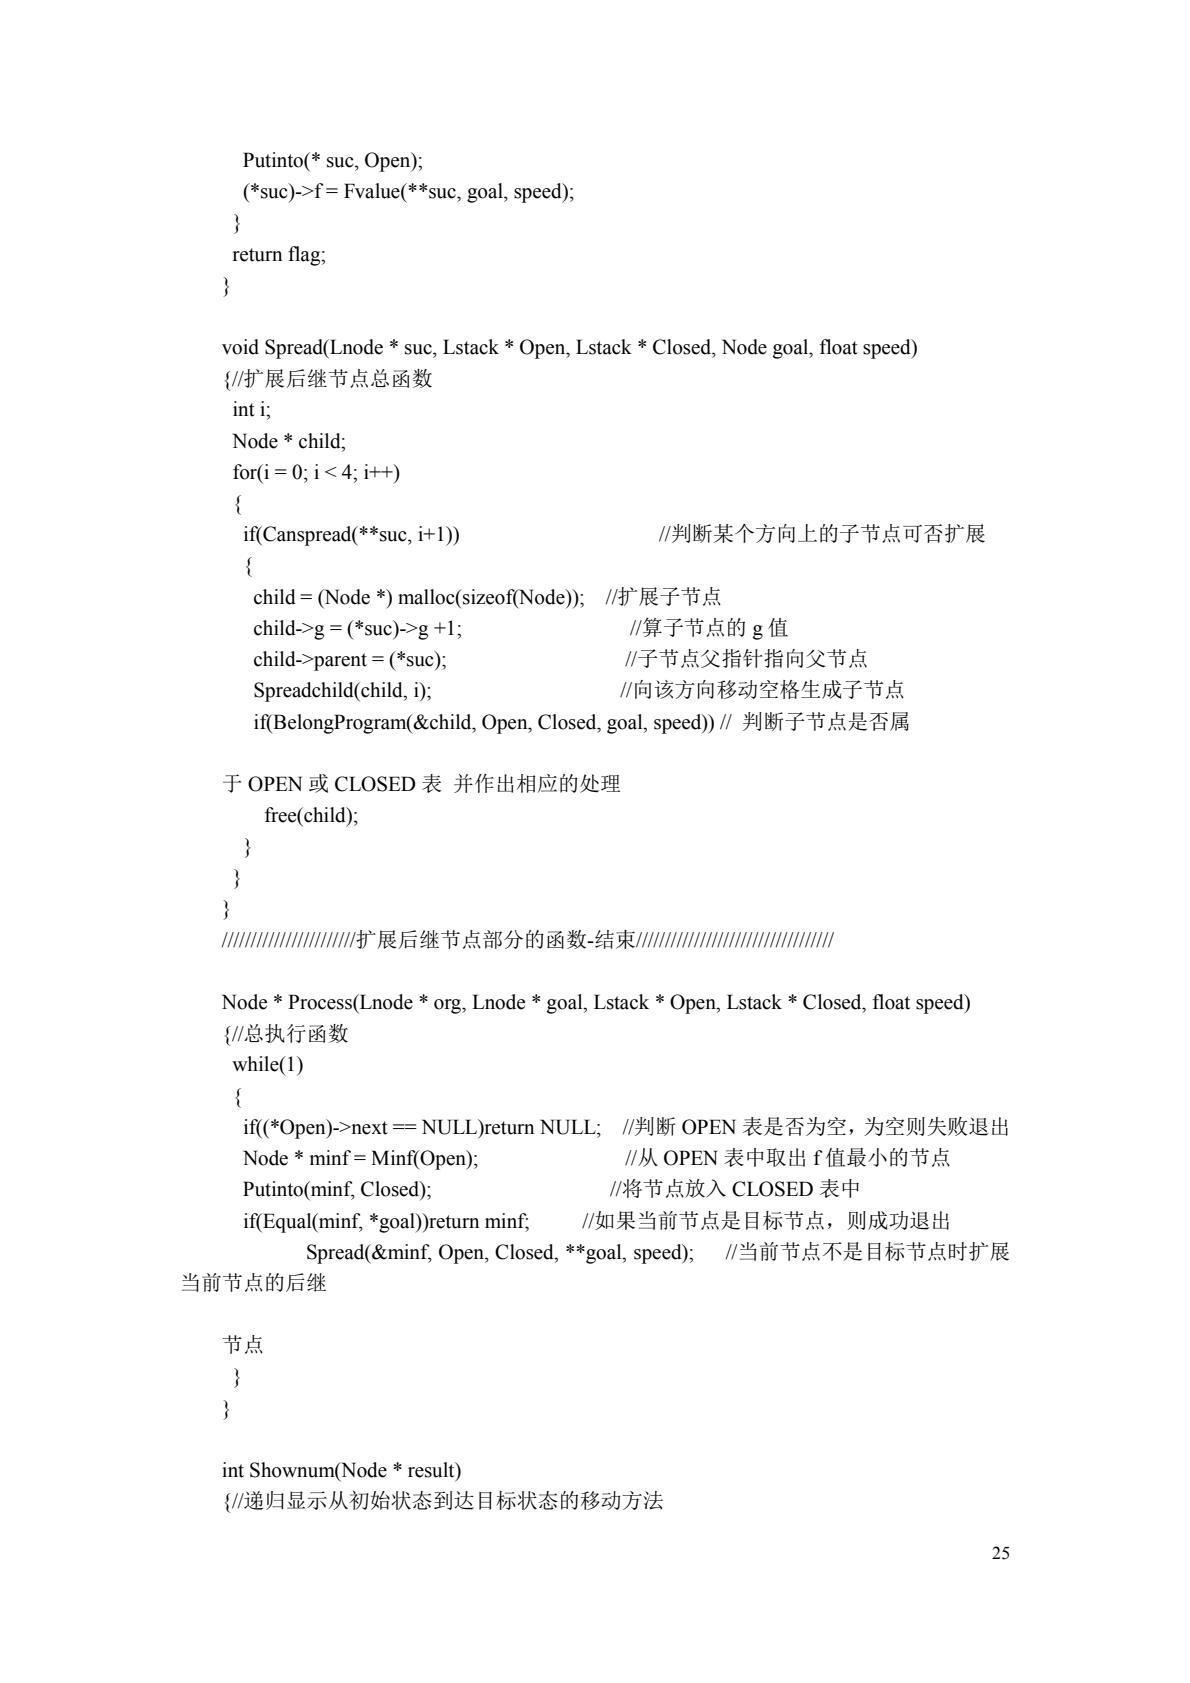 Putinto(* suc, Open);
(*suc)->f = Fvalue(**suc, goal, speed);
}
return flag;
}
void Spread(Lnode * suc, Lstack * Open, Lstack * Closed, Node goal, float speed)
{//扩展后继节点总函数
int i;
Node * child;
for(i = 0; i < 4; i++)
{
if(Canspread(**suc, i+1)) //判断某个方向上的子节点可否扩展
{
child = (Node *) malloc(sizeof(Node)); //扩展子节点
child->g = (*suc)->g +1; //算子节点的 g 值
child->parent = (*suc); //子节点父指针指向父节点
Spreadchild(child, i); //向该方向移动空格生成子节点
if(BelongProgram(&child, Open, Closed, goal, speed)) // 判断子节点是否属
于 OPEN 或 CLOSED 表 并作出相应的处理
free(child);
}
}
}
///////////////////////扩展后继节点部分的函数-结束//////////////////////////////////
Node * Process(Lnode * org, Lnode * goal, Lstack * Open, Lstack * Closed, float speed)
{//总执行函数
while(1)
{
if((*Open)->next == NULL)return NULL; //判断 OPEN 表是否为空，为空则失败退出
Node * minf = Minf(Open); //从 OPEN 表中取出 f 值最小的节点
Putinto(minf, Closed); //将节点放入 CLOSED 表中
if(Equal(minf, *goal))return minf; //如果当前节点是目标节点，则成功退出
Spread(&minf, Open, Closed, **goal, speed); //当前节点不是目标节点时扩展
当前节点的后继
节点
}
}
int Shownum(Node * result)
{//递归显示从初始状态到达目标状态的移动方法
25